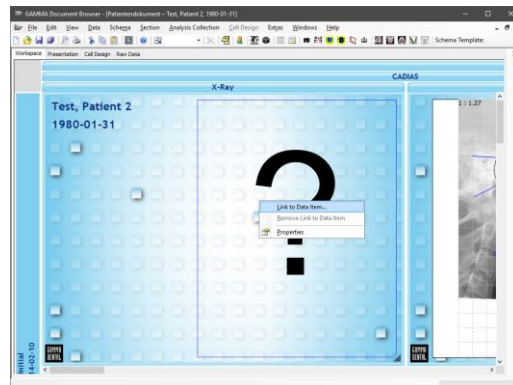 GAMMA Document Browser - [Patientendokument - Test, Patient 2, 1980-01-31]
File Edit View Data Schema Section Analysis Collection Cell Design Extras Windows Help
Schema Template:
Workspace Presentation Cell Design Raw Data
CADIAS
X-Ray
Test, Patient 2
1980-01-31
1 : 1.27
?
Link to Data Item...
Remove Link to Data Item
Properties
Initial
14-02-10
GAMMA
DENTAL
GAMMA
DENTAL